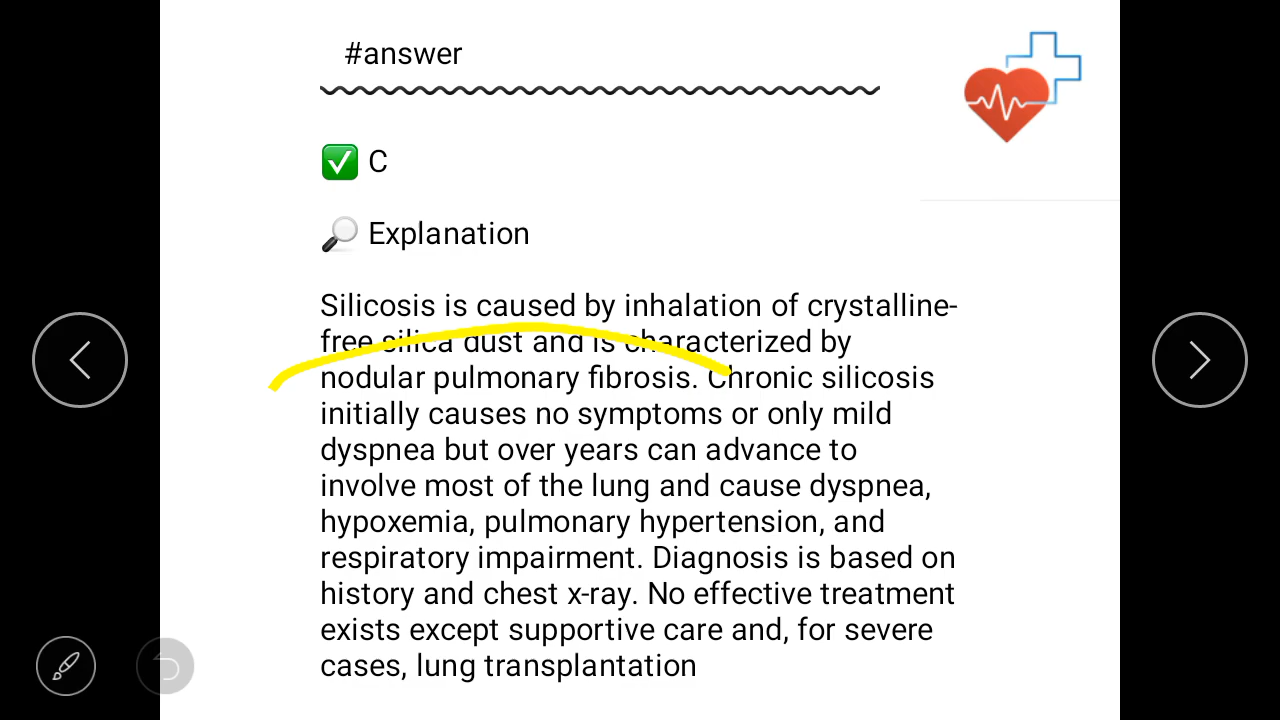 #answer
✅ C
🔎 Explanation
Silicosis is caused by inhalation of crystalline-
free silica dust and is characterized by
nodular pulmonary fibrosis. Chronic silicosis
initially causes no symptoms or only mild
dyspnea but over years can advance to
involve most of the lung and cause dyspnea,
hypoxemia, pulmonary hypertension, and
respiratory impairment. Diagnosis is based on
history and chest x-ray. No effective treatment
exists except supportive care and, for severe
cases, lung transplantation